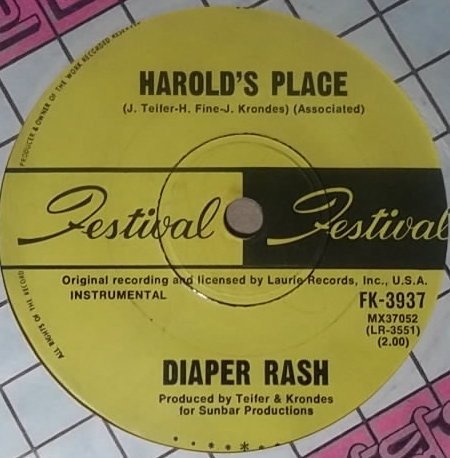 PRODUCER & OWNER OF THE WORK RECORDED RESERVED
HAROLD'S PLACE
(J. Teifer-H. Fine-J. Krondes) (Associated)
Festival Festival
Original recording and licensed by Laurie Records, Inc., U.S.A.
INSTRUMENTAL
FK-3937
MX37052
(LR-3551)
(2.00)
ALL RIGHTS OF THE RECORD
DIAPER RASH
Produced by Teifer & Krondes
for Sunbar Productions